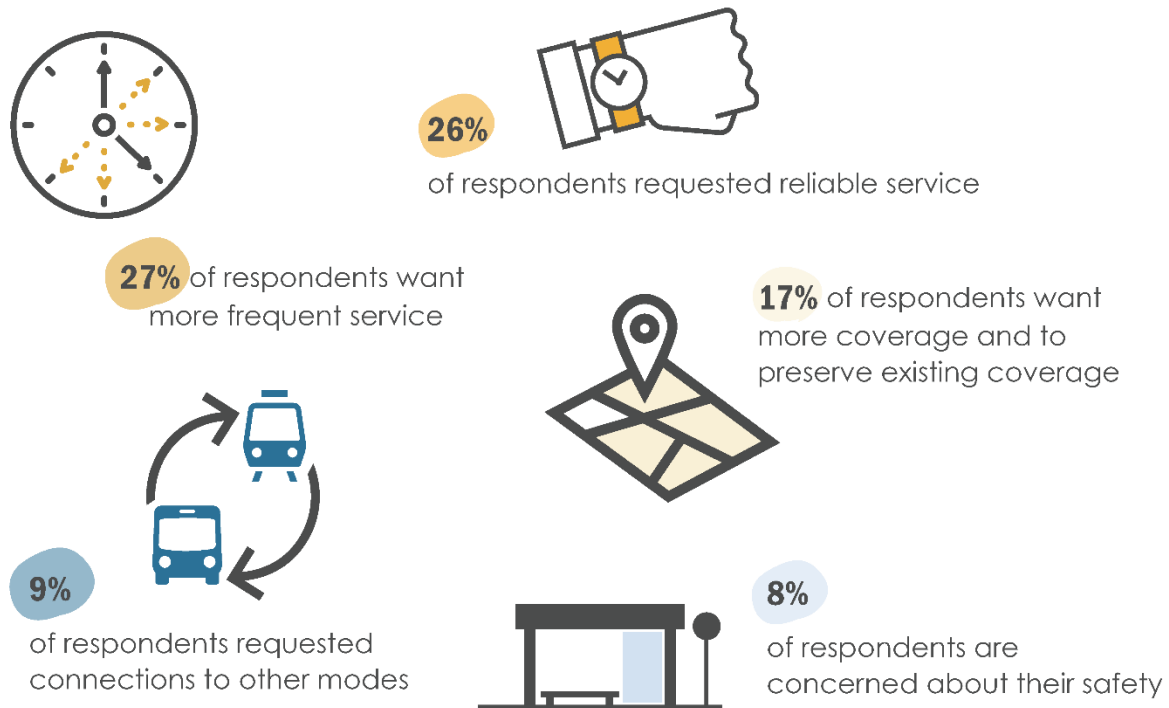 26%
of respondents requested reliable service
27% of respondents want
more frequent service
17% of respondents want
more coverage and to
preserve existing coverage
9%
of respondents requested
connections to other modes
8%
of respondents are
concerned about their safety